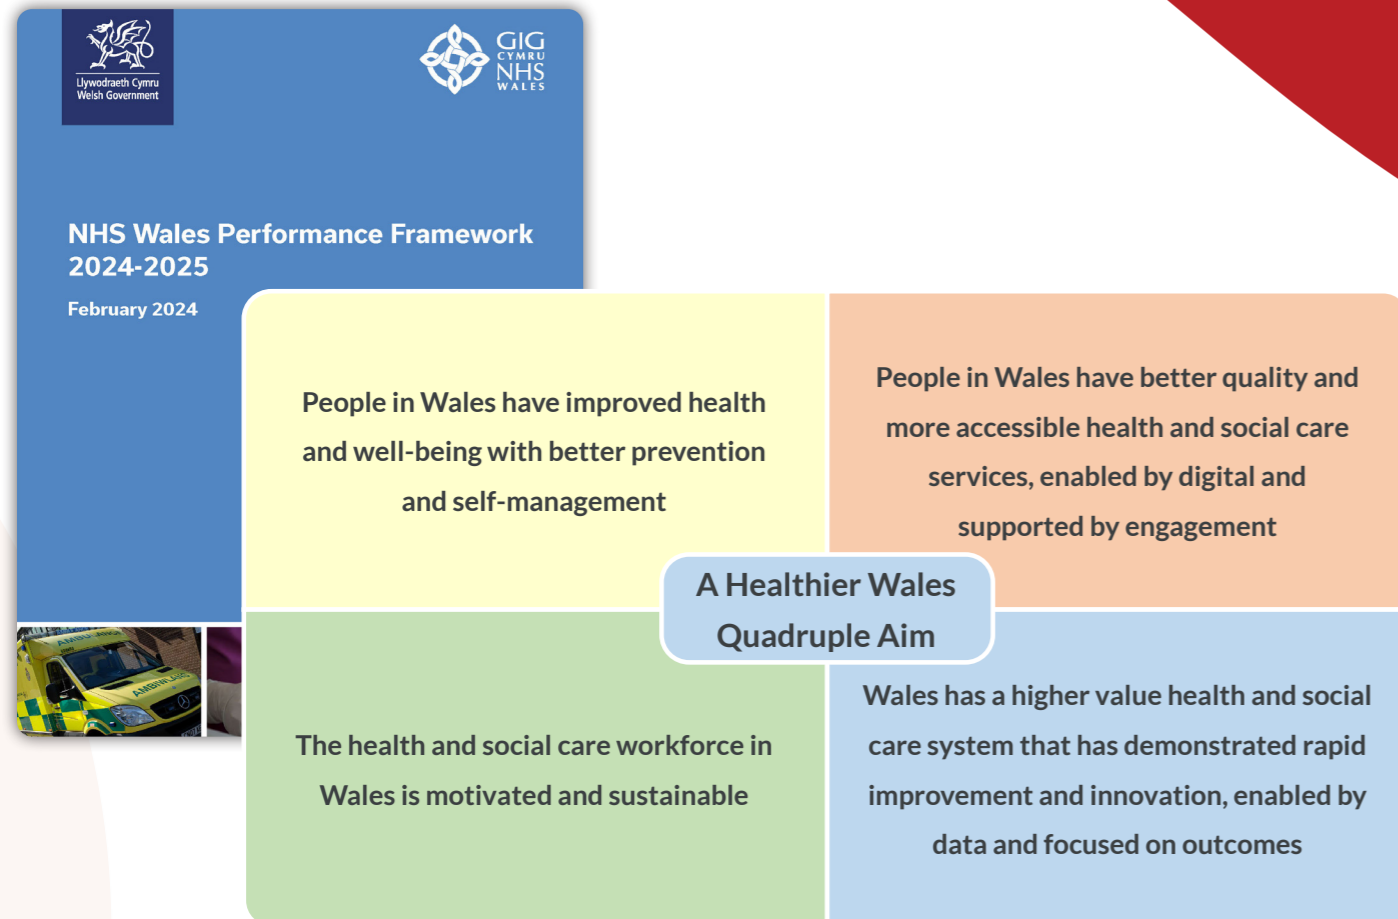 Llywodraeth Cymru
Welsh Government
GIG
CYMRU
NHS
WALES
NHS Wales Performance Framework
2024-2025
February 2024
People in Wales have improved health
and well-being with better prevention
and self-management
People in Wales have better quality and
more accessible health and social care
services, enabled by digital and
supported by engagement
A Healthier Wales
Quadruple Aim
The health and social care workforce in
Wales is motivated and sustainable
Wales has a higher value health and social
care system that has demonstrated rapid
improvement and innovation, enabled by
data and focused on outcomes
AMBIWLANS